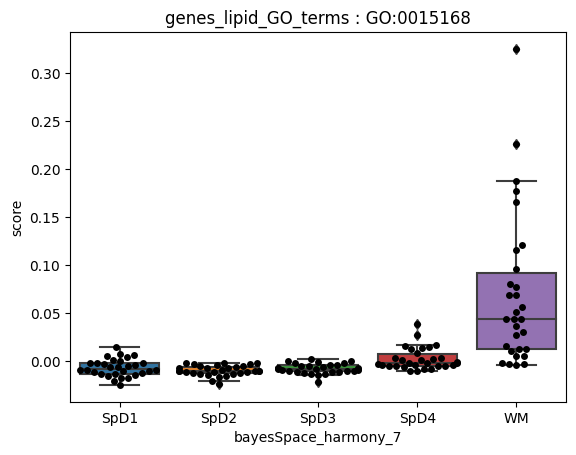 genes_lipid_GO_terms : GO:0015168
score
0.30
0.25
0.20
0.15
0.10
0.05
0.00
SpD1 SpD2 SpD3 SpD4 WM
bayesSpace_harmony_7